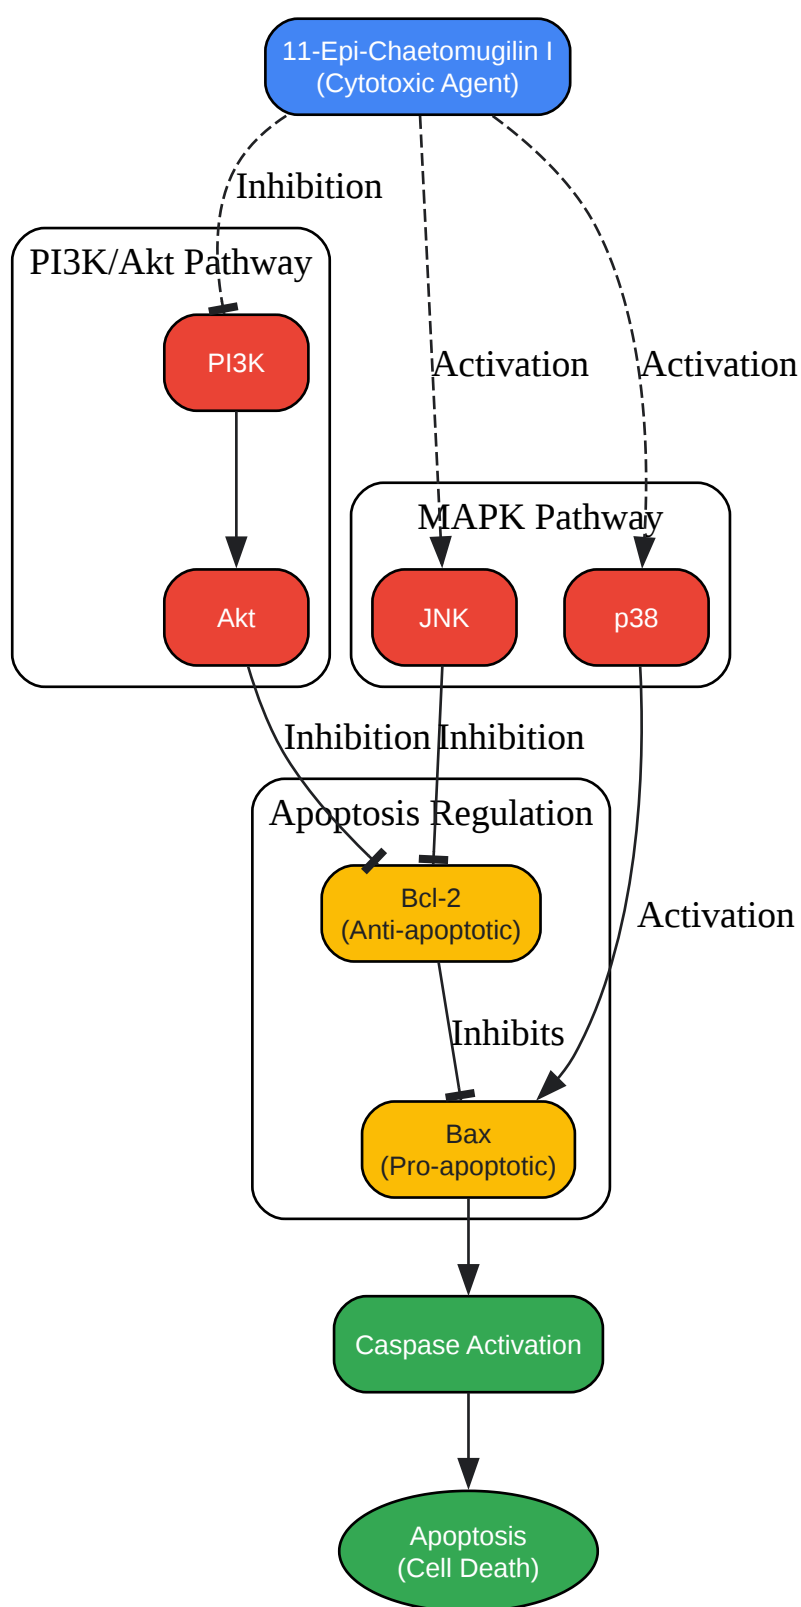 11-Epi-Chaetomugilin I
(Cytotoxic Agent)
Inhibition
PI3K/Akt Pathway
PI3K
Activation
Activation
MAPK Pathway
Akt
JNK
p38
Inhibition
Inhibition
Apoptosis Regulation
Bcl-2
(Anti-apoptotic)
Activation
Inhibits
Bax
(Pro-apoptotic)
Caspase Activation
Apoptosis
(Cell Death)